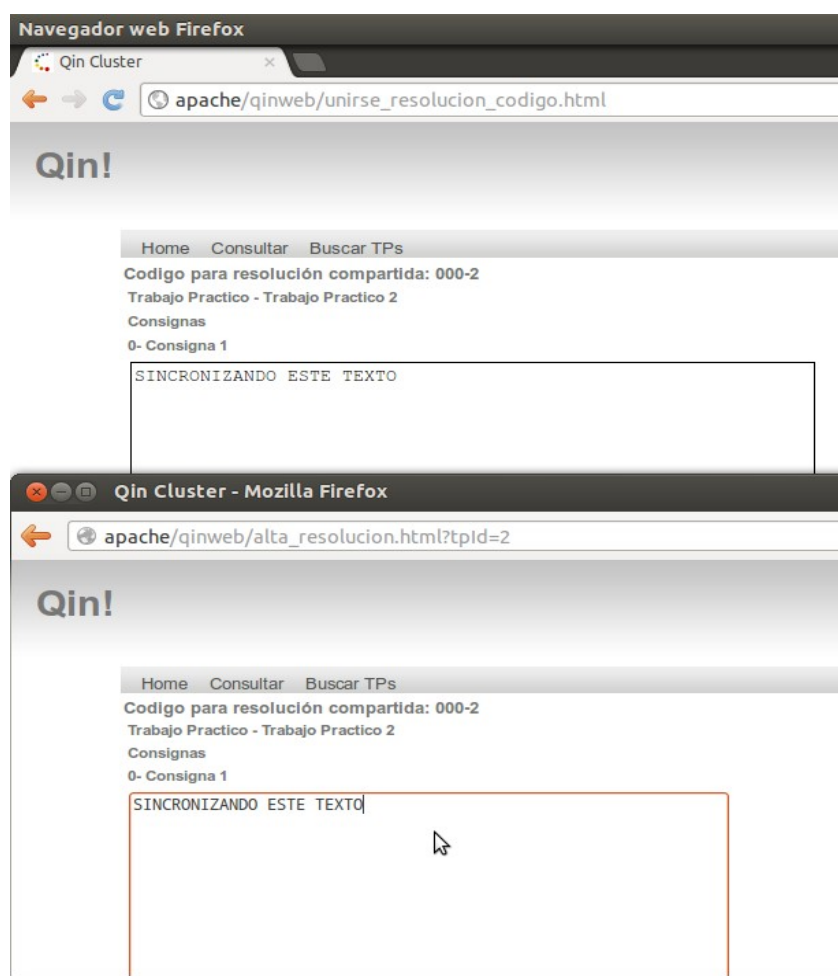 Navegador web Firefox
Qin Cluster
apache/qinweb/unirse_resolucion_codigo.html
Qin!
Home Consultar Buscar TPs
Codigo para resolución compartida: 000-2
Trabajo Practico - Trabajo Practico 2
Consignas
0- Consigna 1
SINCRONIZANDO ESTE TEXTO
Qin Cluster - Mozilla Firefox
apache/qinweb/alta_resolucion.html?tpId=2
Qin!
Home Consultar Buscar TPs
Codigo para resolución compartida: 000-2
Trabajo Practico - Trabajo Practico 2
Consignas
0- Consigna 1
SINCRONIZANDO ESTE TEXTO